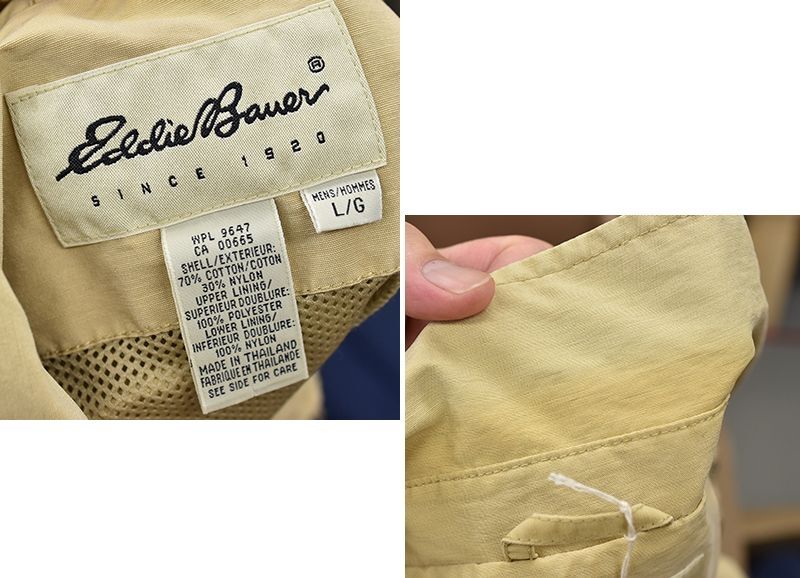 Eddie Bauer®
SINCE 1920
MENS/HOMMES
L/G
WPL 9647
CA 00665
SHELL/EXTERIEUR:
70% COTTON/COTON
30% NYLON
UPPER LINING/
SUPERIEUR DOUBLURE:
100% POLYESTER
LOWER LINING/
INFERIEUR DOUBLURE:
100% NYLON
MADE IN THAILAND
FABRIQUE EN THAILANDE
SEE SIDE FOR CARE